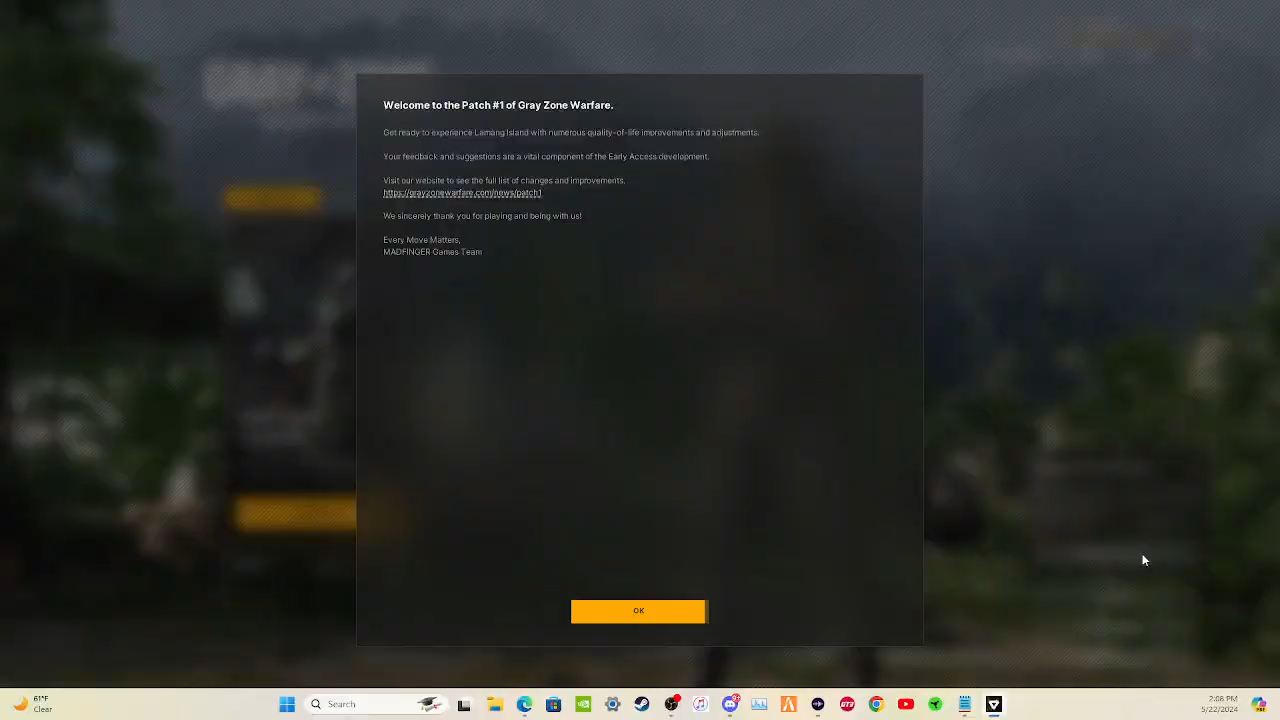 Welcome to the Patch #1 of Gray Zone Warfare.
Get ready to experience Lamang Island with numerous quality-of-life improvements and adjustments.
Your feedback and suggestions are a vital component of the Early Access development.
Visit our website to see the full list of changes and improvements.
https://grayzonewarfare.com/news/patch1
We sincerely thank you for playing and being with us!
Every Move Matters,
MADFINGER Games Team
OK
61°F
Clear
Search
GT3
2:08 PM
5/22/2024